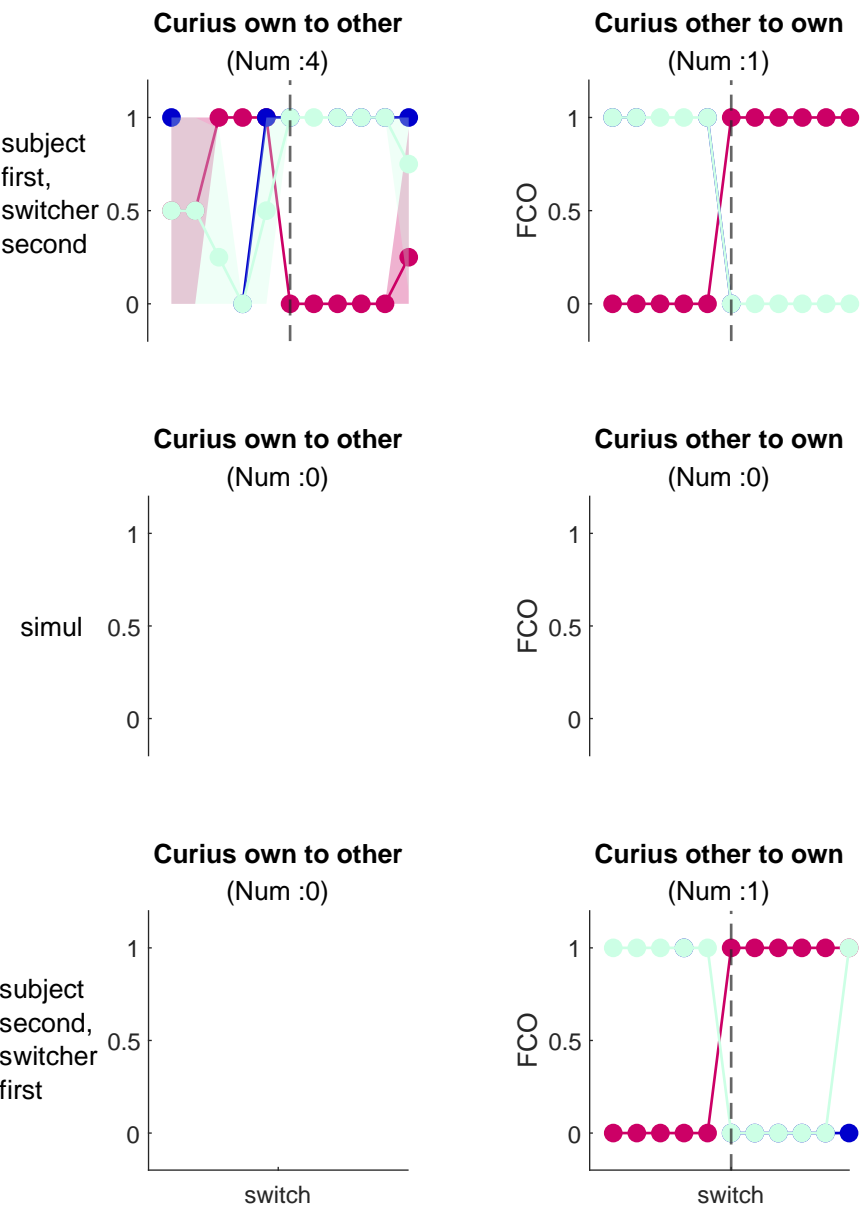 Curius own to other
(Num :4)
Curius other to own
(Num :1)
subject
first,
switcher
second
1
0.5
0
FCO
1
0.5
0
Curius own to other
(Num :0)
Curius other to own
(Num :0)
simul
1
0.5
0
FCO
1
0.5
0
Curius own to other
(Num :0)
Curius other to own
(Num :1)
subject
second,
switcher
first
1
0.5
0
switch
FCO
1
0.5
0
switch